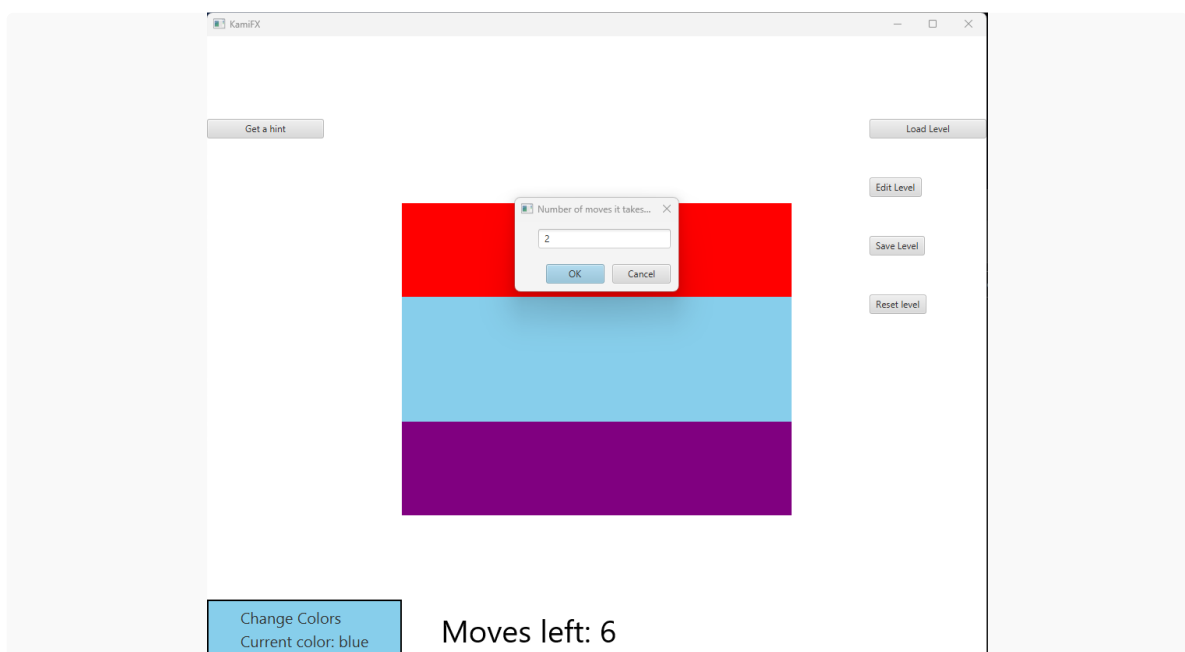 KamiFX
Get a hint
Load Level
Edit Level
Number of moves it takes...
2
OK Cancel
Save Level
Reset level
Change Colors
Current color: blue
Moves left: 6